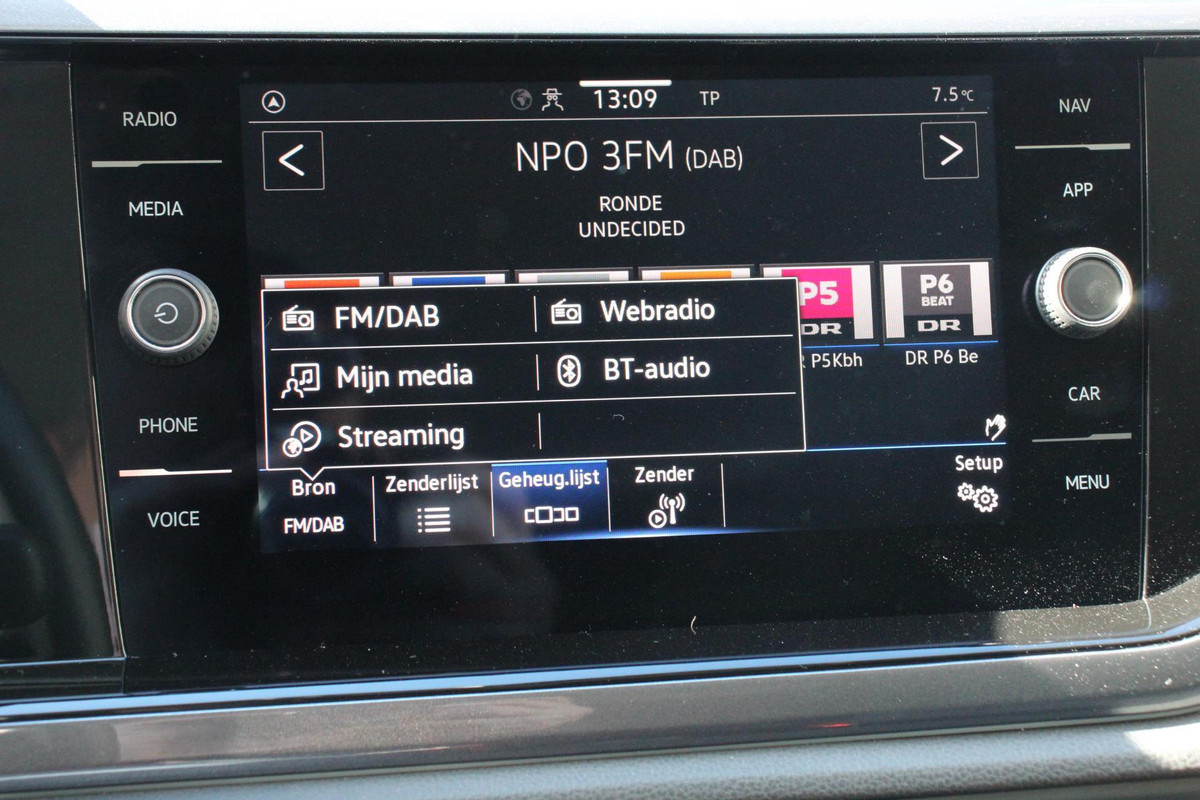 RADIO
MEDIA
PHONE
VOICE
13:09 TP 7.5°C
NPO 3FM (DAB)
RONDE
UNDECIDED
P5
DR
P5Kbh
P6
BEAT
DR
DR P6 Be
FM/DAB Webradio
Mijn media BT-audio
Streaming
Bron
FM/DAB
Zenderlijst
Geheug.lijst
Zender
Setup
NAV
APP
CAR
MENU